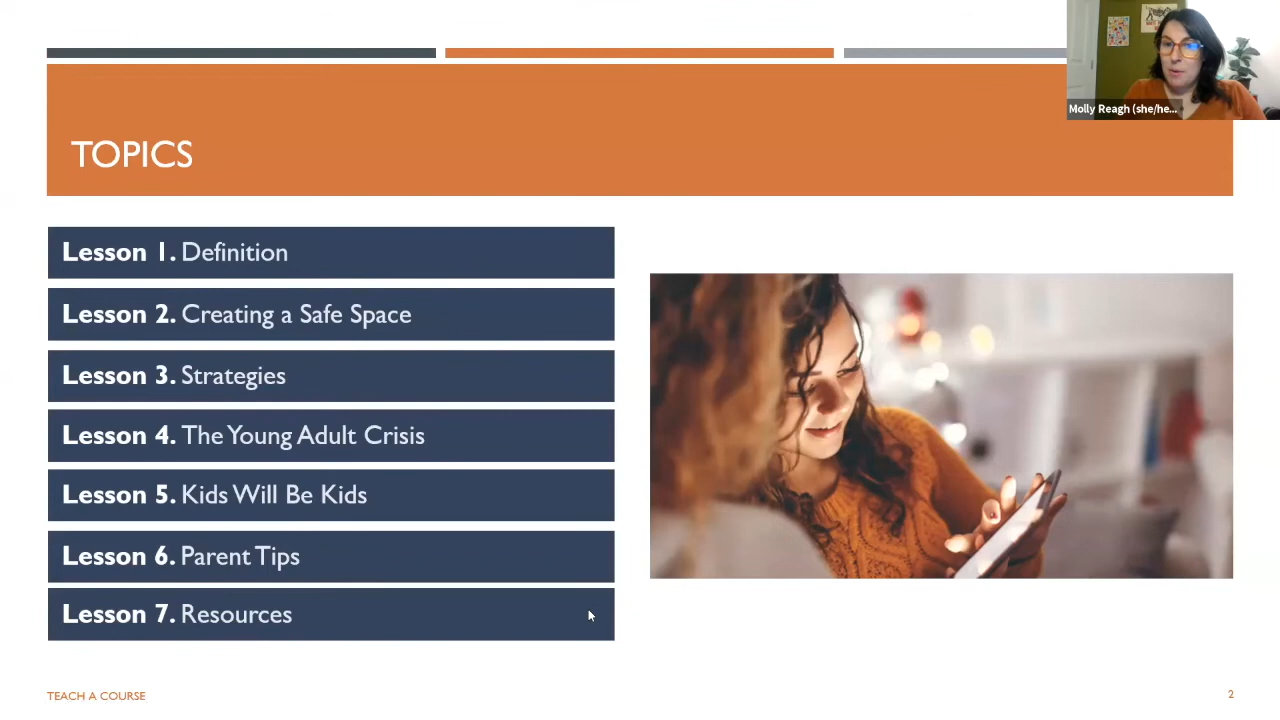 Molly Reagh (she/he...
TOPICS
Lesson 1. Definition
Lesson 2. Creating a Safe Space
Lesson 3. Strategies
Lesson 4. The Young Adult Crisis
Lesson 5. Kids Will Be Kids
Lesson 6. Parent Tips
Lesson 7. Resources
TEACH A COURSE
2